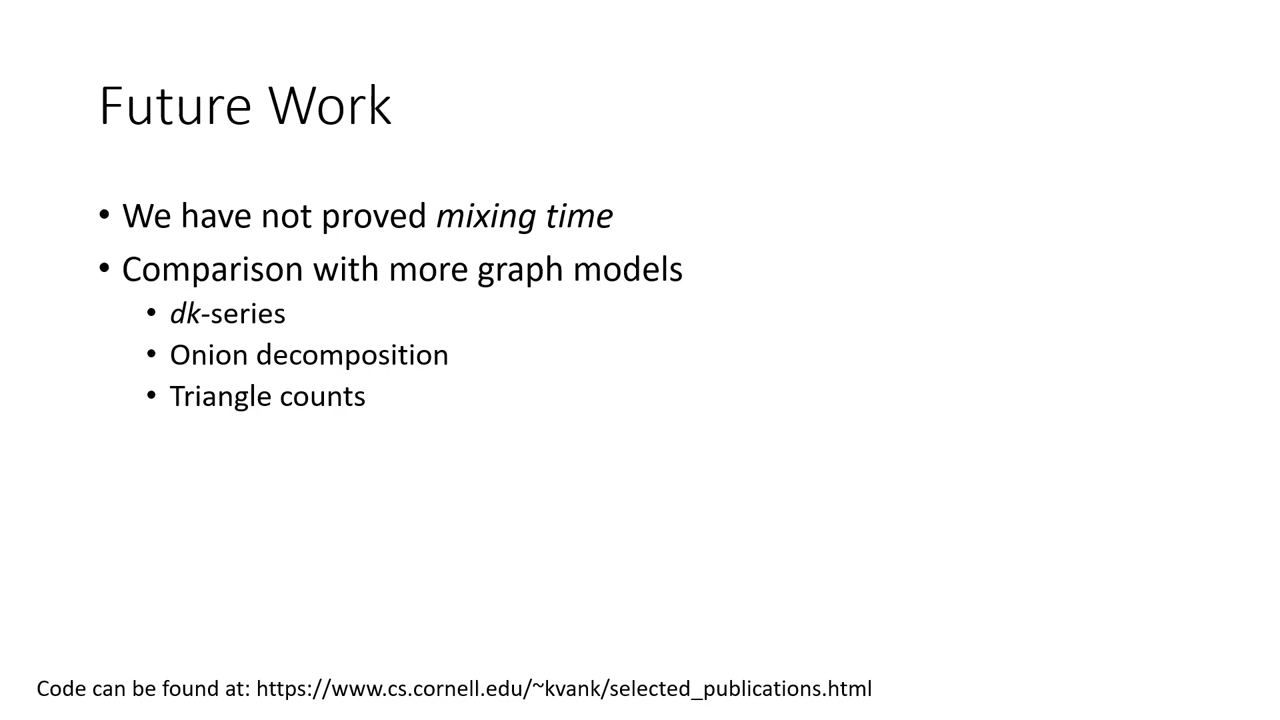 Future Work
• We have not proved mixing time
• Comparison with more graph models
• dk-series
• Onion decomposition
• Triangle counts
Code can be found at: https://www.cs.cornell.edu/~kvank/selected_publications.html